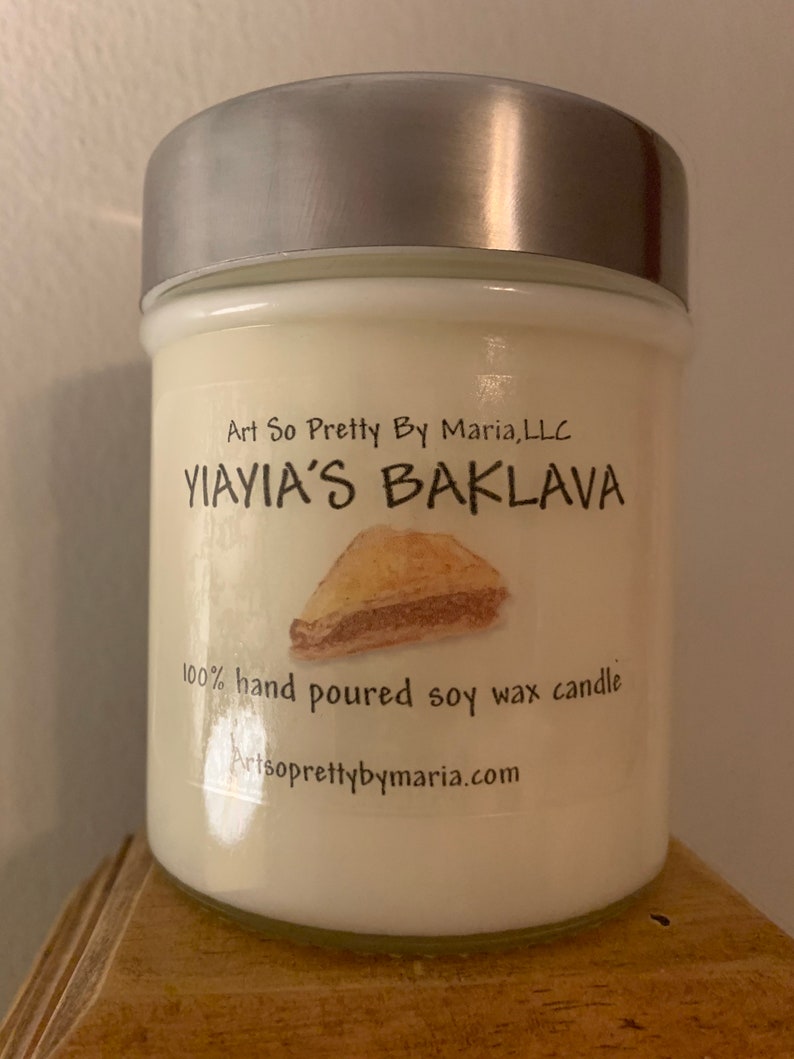 Art So Pretty By Maria,LLC
YIAYIA'S BAKLAVA
100% hand poured soy wax candle
Artsoprettybymaria.com